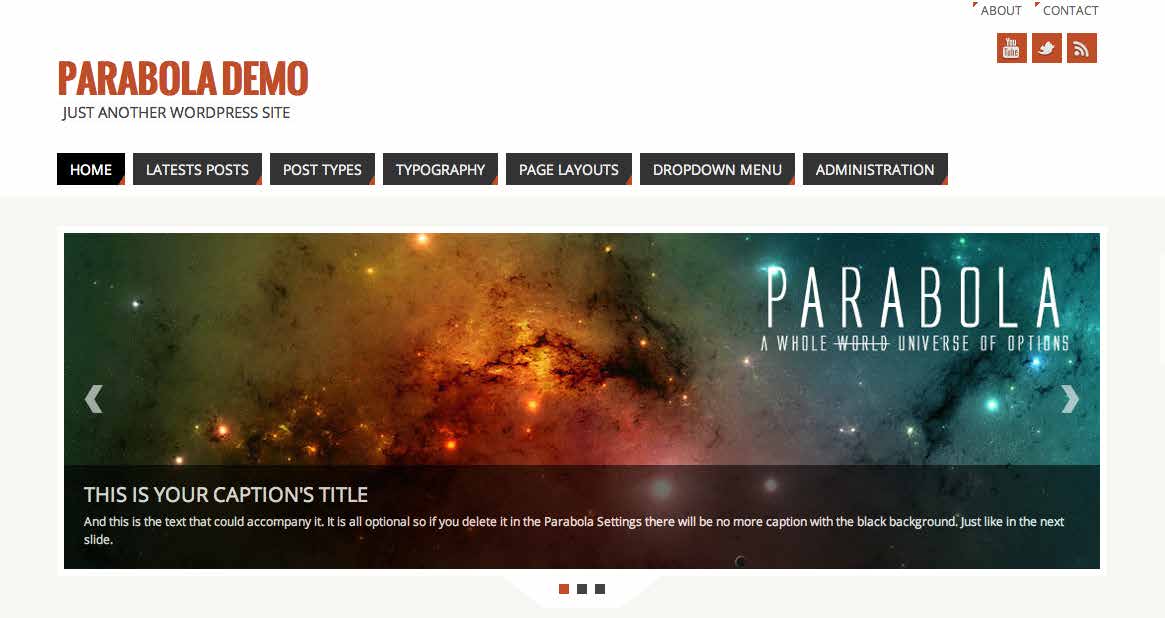 ABOUT CONTACT
You Tube
PARABOLA DEMO
JUST ANOTHER WORDPRESS SITE
HOME LATESTS POSTS POST TYPES TYPOGRAPHY PAGE LAYOUTS DROPDOWN MENU ADMINISTRATION
PARABOLA
A WHOLE WORLD UNIVERSE OF OPTIONS
THIS IS YOUR CAPTION'S TITLE
And this is the text that could accompany it. It is all optional so if you delete it in the Parabola Settings there will be no more caption with the black background. Just like in the next
slide.